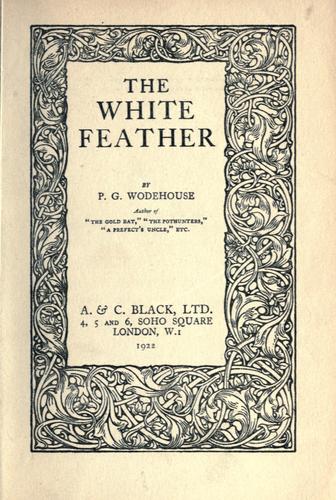 THE
WHITE
FEATHER
BY
P. G. WODEHOUSE
Author of
"THE GOLD BAT," "THE POTHUNTERS,"
"A PREFECT'S UNCLE," ETC.
A. & C. BLACK, LTD.
4, 5 AND 6, SOHO SQUARE
LONDON, W.1
1922